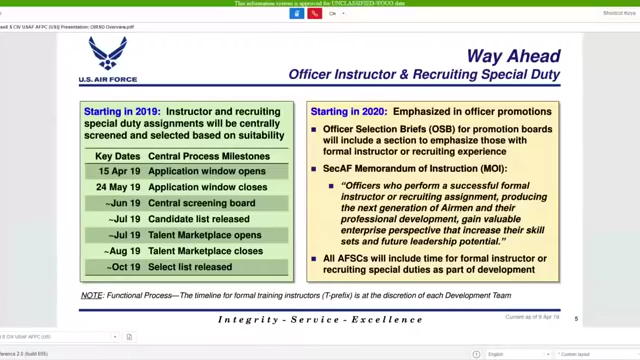 This information system is approved for UNCLASSIFIED//FOUO data
Shortcut Keys
Presentation: OIRSD Overview.pdf
U.S. AIR FORCE
Way Ahead
Officer Instructor & Recruiting Special Duty
Starting in 2019: Instructor and recruiting
special duty assignments will be centrally
screened and selected based on suitability
Key Dates Central Process Milestones
15 Apr 19 Application window opens
24 May 19 Application window closes
~Jun 19 Central screening board
~Jul 19 Candidate list released
~Jul 19 Talent Marketplace opens
~Aug 19 Talent Marketplace closes
~Oct 19 Select list released
Starting in 2020: Emphasized in officer promotions
Officer Selection Briefs (OSB) for promotion boards
will include a section to emphasize those with
formal instructor or recruiting experience
SecAF Memorandum of Instruction (MOI):
"Officers who perform a successful formal
instructor or recruiting assignment, producing
the next generation of Airmen and their
professional development, gain valuable
enterprise perspective that increase their skill
sets and future leadership potential."
All AFSCs will include time for formal instructor or
recruiting special duties as part of development
NOTE: Functional Process—The timeline for formal training instructors (T-prefix) is at the discretion of each Development Team
Integrity - Service - Excellence
Current as of 9 Apr 19
5
English
Custom layout